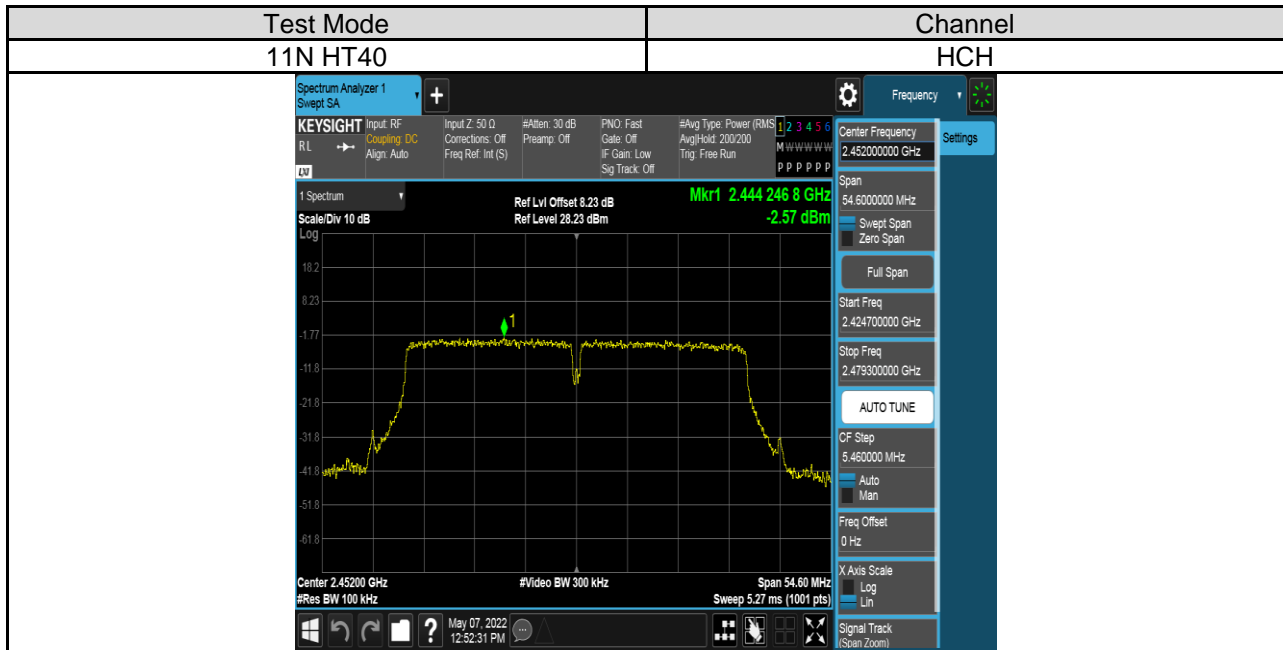 Test Mode Channel
11N HT40 HCH
Spectrum Analyzer 1
Swept SA
+
Frequency
KEYSIGHT Input: RF Input Z: 50 Ω #Atten: 30 dB PNO: Fast #Avg Type: Power (RMS 1 2 3 4 5 6
RL Coupling: DC Corrections: Off Preamp: Off Gate: Off Avg|Hold: 200/200 M W W W W W
Align: Auto Freq Ref: Int (S) IF Gain: Low Trig: Free Run
LXI Sig Track: Off P P P P P P
Center Frequency
2.452000000 GHz
Settings
Span
54.6000000 MHz
Swept Span
Zero Span
Full Span
Start Freq
2.424700000 GHz
Stop Freq
2.479300000 GHz
AUTO TUNE
CF Step
5.460000 MHz
Auto
Man
Freq Offset
0 Hz
X Axis Scale
Log
Lin
Signal Track
(Span Zoom)
1 Spectrum
Ref Lvl Offset 8.23 dB Mkr1 2.444 246 8 GHz
Scale/Div 10 dB Ref Level 28.23 dBm -2.57 dBm
Log
18.2
8.23
1
-1.77
-11.8
-21.8
-31.8
-41.8
-51.8
-61.8
Center 2.45200 GHz #Video BW 300 kHz Span 54.60 MHz
#Res BW 100 kHz Sweep 5.27 ms (1001 pts)
? May 07, 2022
12:52:31 PM